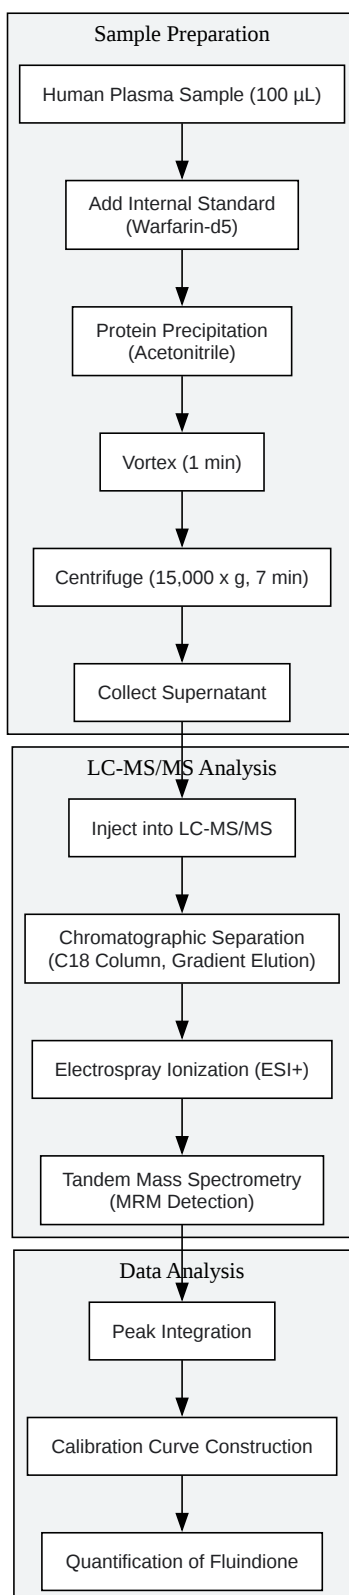 Sample Preparation
Human Plasma Sample (100 µL)
Add Internal Standard
(Warfarin-d5)
Protein Precipitation
(Acetonitrile)
Vortex (1 min)
Centrifuge (15,000 x g, 7 min)
Collect Supernatant
LC-MS/MS Analysis
Inject into LC-MS/MS
Chromatographic Separation
(C18 Column, Gradient Elution)
Electrospray Ionization (ESI+)
Tandem Mass Spectrometry
(MRM Detection)
Data Analysis
Peak Integration
Calibration Curve Construction
Quantification of Fluindione